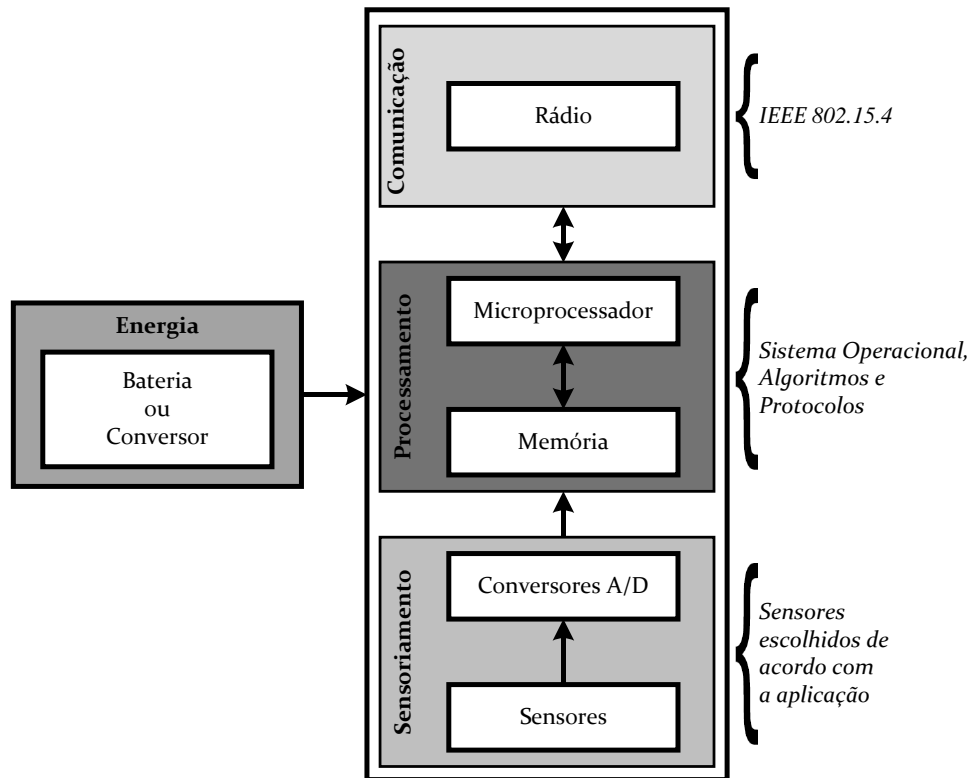 Comunicação
Rádio
IEEE 802.15.4
Energia
Bateria
ou
Conversor
Processamento
Microprocessador
Memória
Sistema Operacional,
Algoritmos e
Protocolos
Sensoriamento
Conversores A/D
Sensores
Sensores
escolhidos de
acordo com
a aplicação